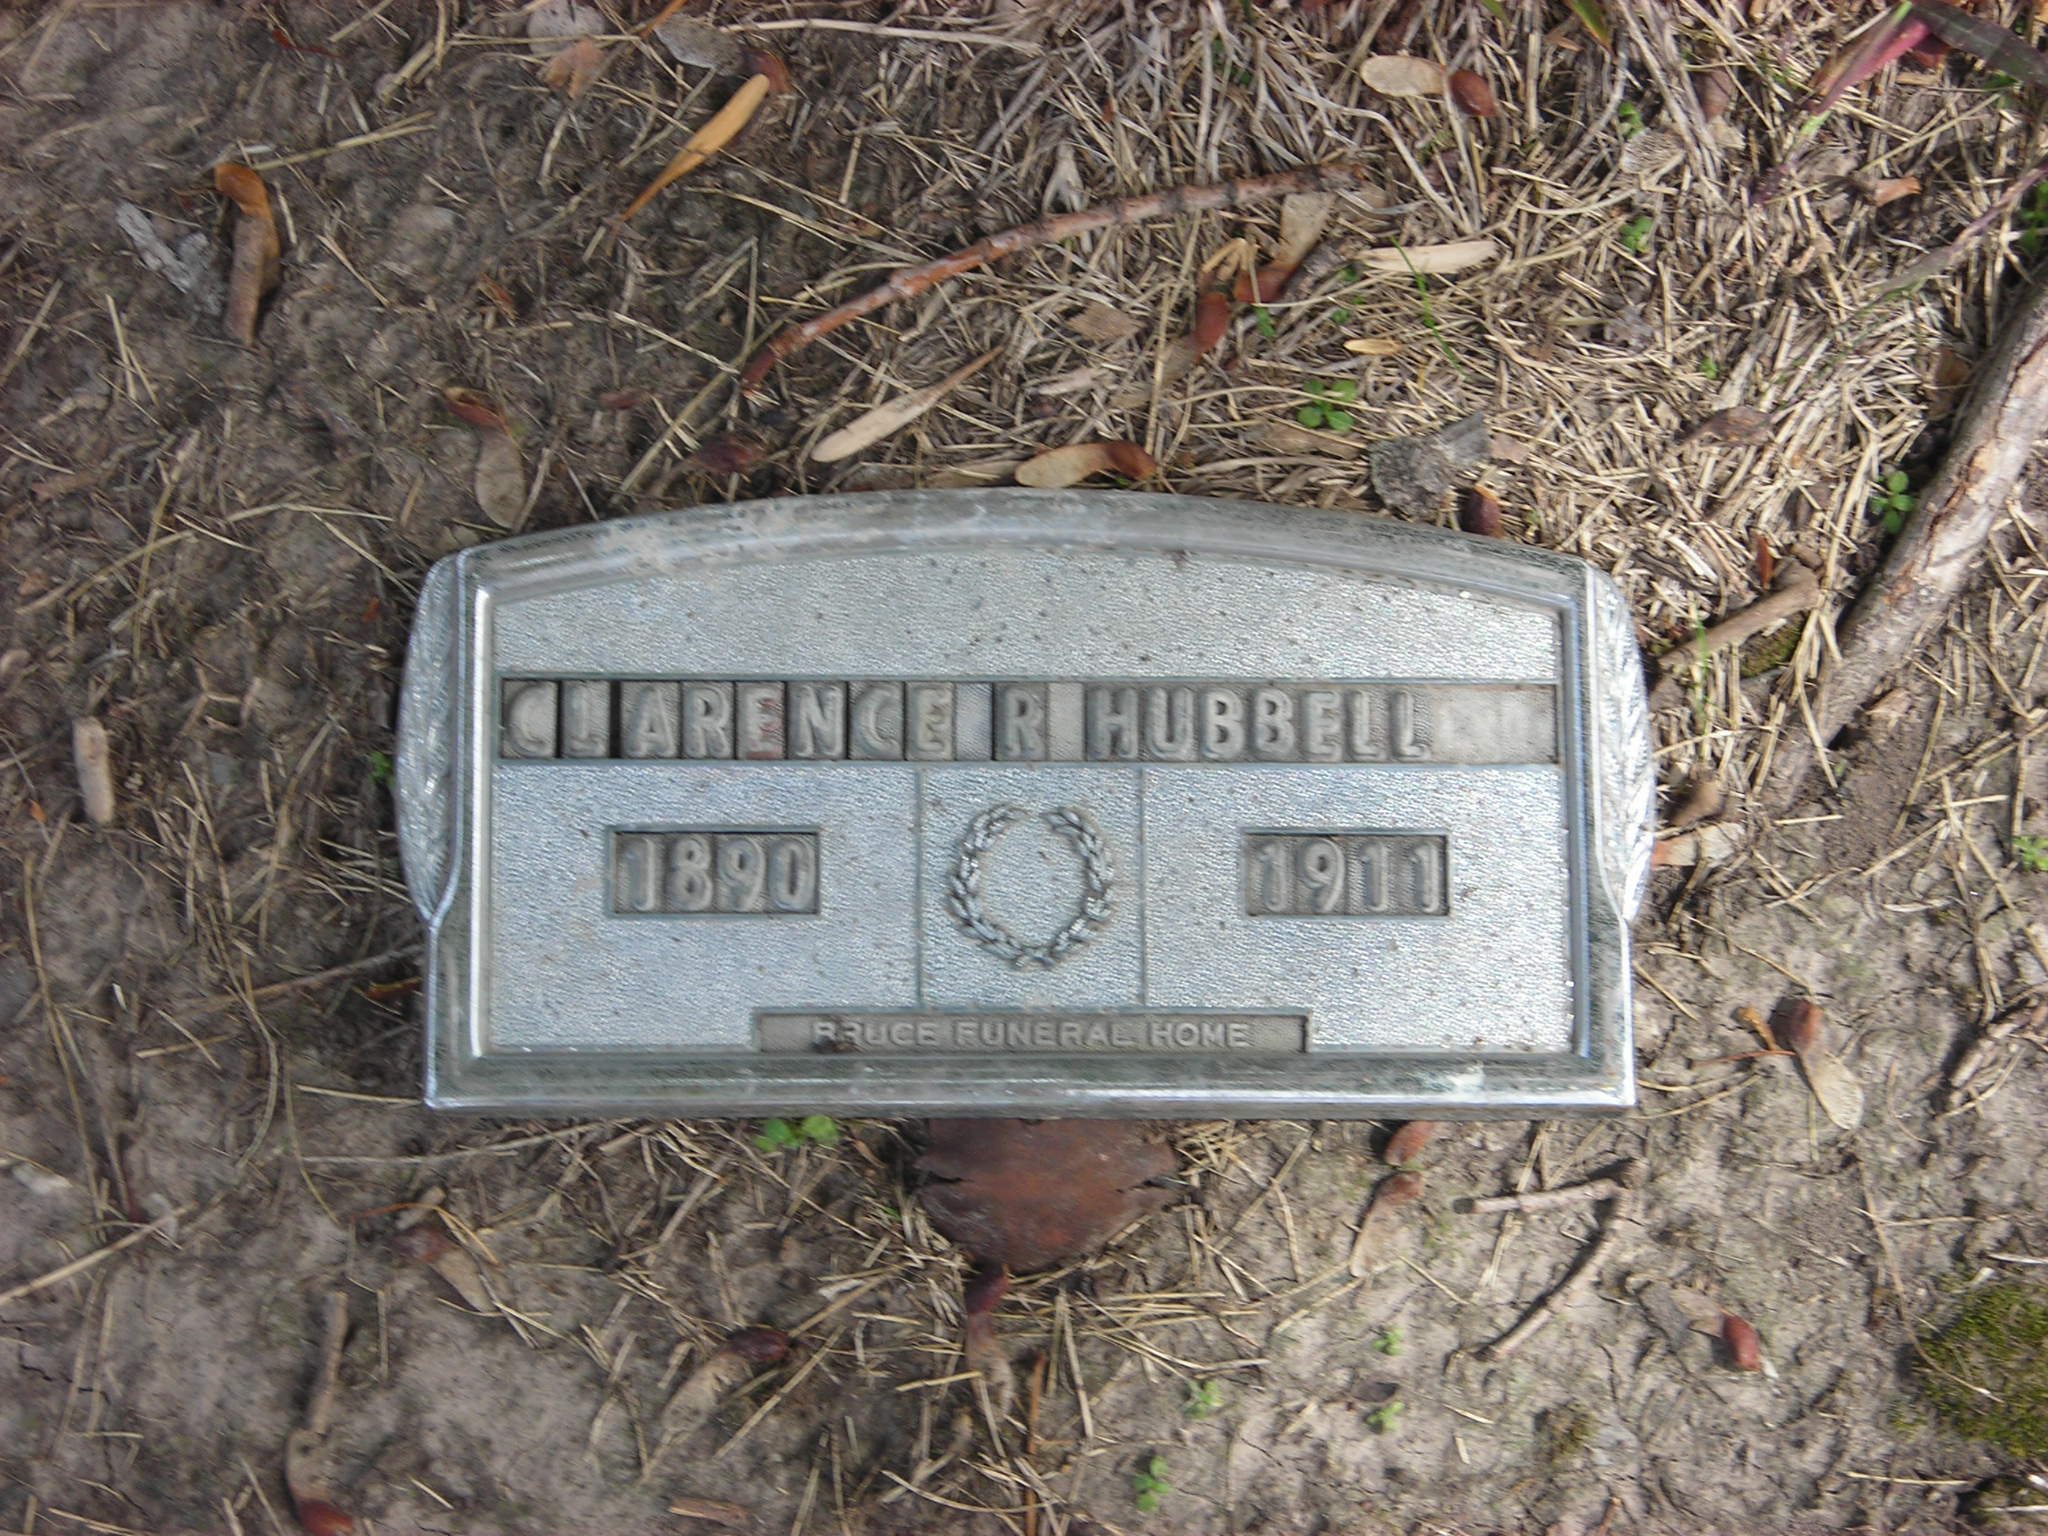 CLARENCE R HUBBELL
1890 1911
BRUCE FUNERAL HOME